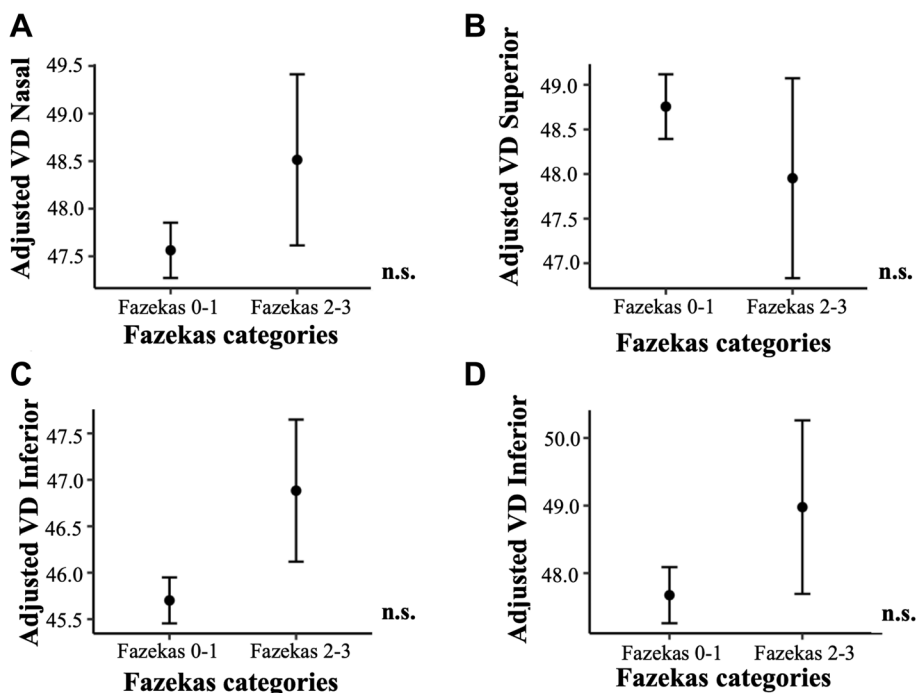 A
Adjusted VD Nasal
49.5
49.0
48.5
48.0
47.5
Fazekas 0-1 Fazekas 2-3
n.s.
Fazekas categories
B
Adjusted VD Superior
49.0
48.5
48.0
47.5
47.0
Fazekas 0-1 Fazekas 2-3
n.s.
Fazekas categories
C
Adjusted VD Inferior
47.5
47.0
46.5
46.0
45.5
Fazekas 0-1 Fazekas 2-3
n.s.
Fazekas categories
D
Adjusted VD Inferior
50.0
49.0
48.0
Fazekas 0-1 Fazekas 2-3
n.s.
Fazekas categories